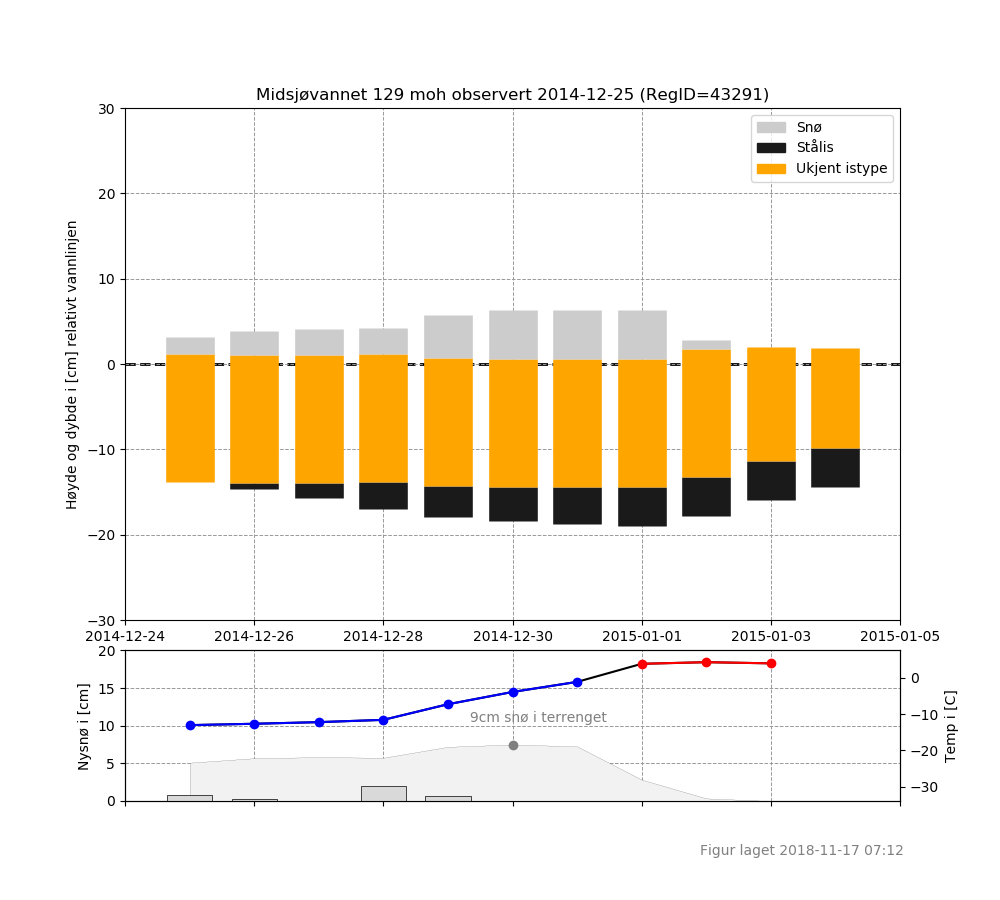 Midsjøvannet 129 moh observert 2014-12-25 (RegID=43291)
Snø
Stålis
Ukjent istype
Høyde og dybde i [cm] relativt vannlinjen
30
20
10
0
−10
−20
−30
2014-12-24 2014-12-26 2014-12-28 2014-12-30 2015-01-01 2015-01-03 2015-01-05
Nysnø i [cm]
20
15
10
5
0
9cm snø i terrenget
0
−10
−20
−30
Temp i [C]
Figur laget 2018-11-17 07:12